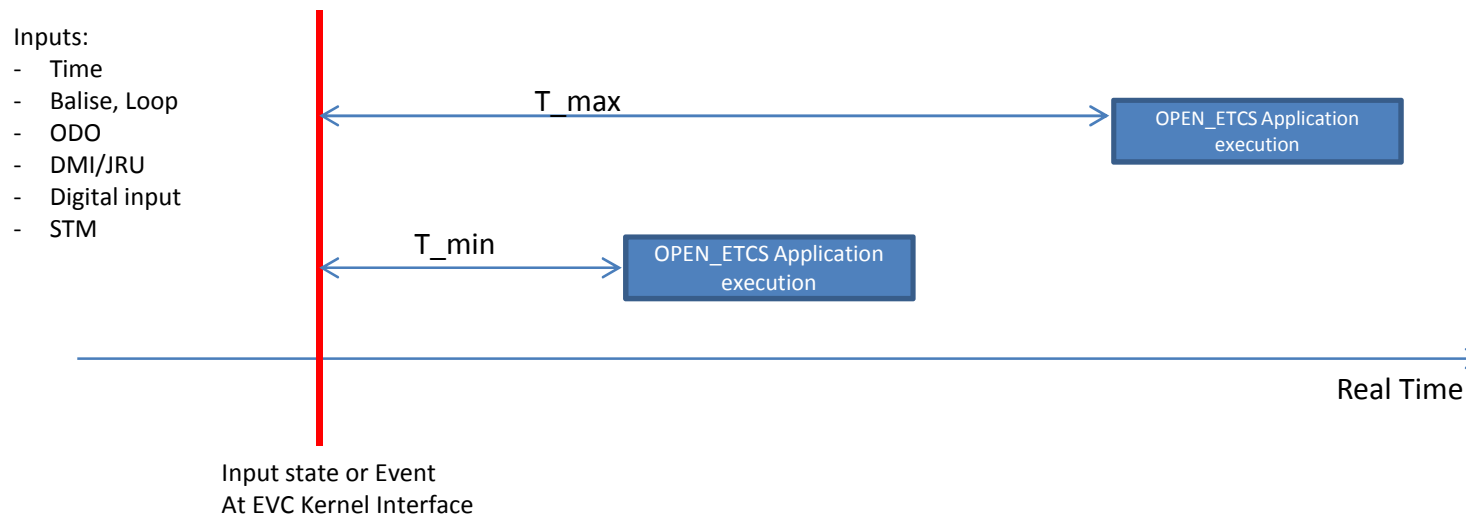 Inputs:
- Time
- Balise, Loop
- ODO
- DMI/JRU
- Digital input
- STM
T_max
OPEN_ETCS Application
execution
T_min
OPEN_ETCS Application
execution
Real Time
Input state or Event
At EVC Kernel Interface